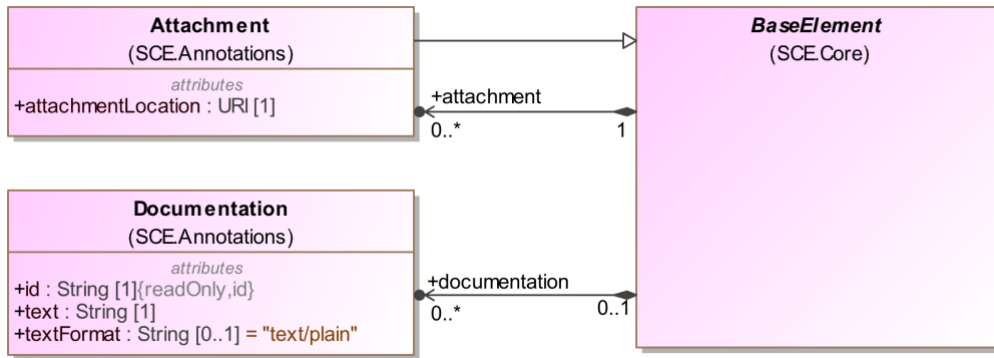 Attachment
(SCE.Annotations)
attributes
+attachmentLocation : URI [1]
+attachment
0..*
1
BaseElement
(SCE.Core)
Documentation
(SCE.Annotations)
attributes
+id : String [1]{readOnly,id}
+text : String [1]
+textFormat : String [0..1] = "text/plain"
+documentation
0..*
0..1